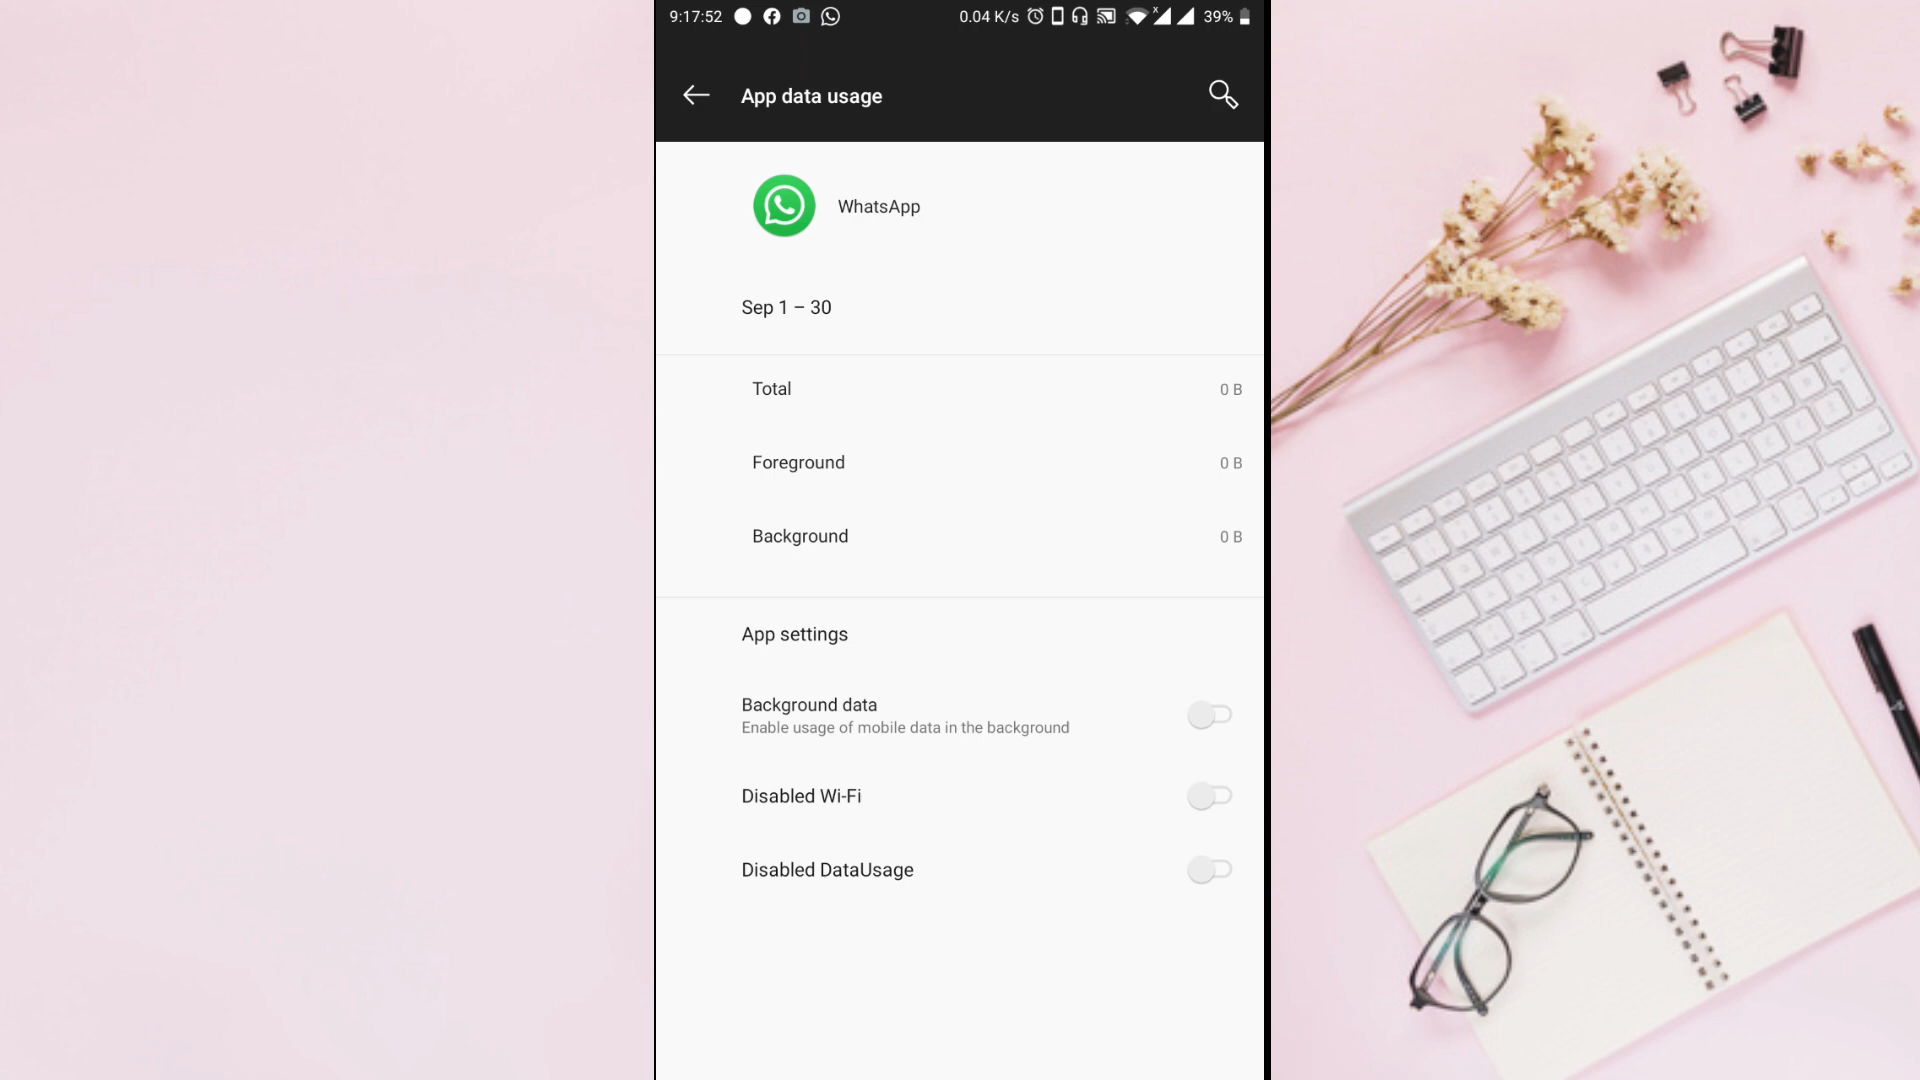 9:17:52 0.04 K/s x 39%
App data usage
WhatsApp
Sep 1 – 30
Total 0 B
Foreground 0 B
Background 0 B
App settings
Background data
Enable usage of mobile data in the background
Disabled Wi-Fi
Disabled DataUsage